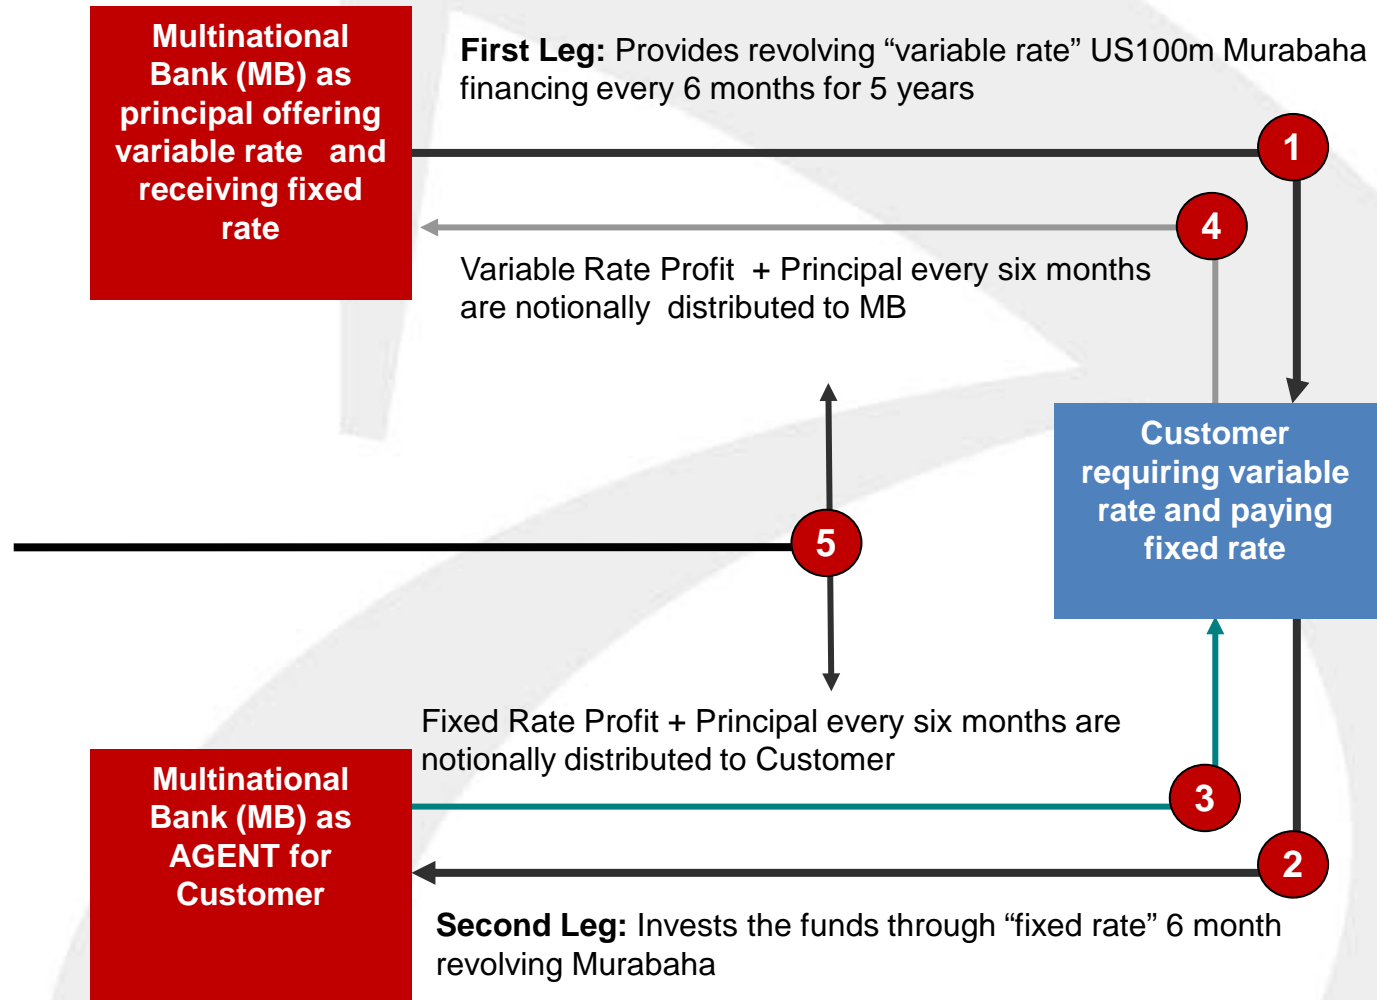 Multinational
Bank (MB) as
principal offering
variable rate and
receiving fixed
rate
First Leg: Provides revolving “variable rate” US100m Murabaha
financing every 6 months for 5 years
1
4
Variable Rate Profit + Principal every six months
are notionally distributed to MB
Customer
requiring variable
rate and paying
fixed rate
5
Fixed Rate Profit + Principal every six months are
notionally distributed to Customer
Multinational
Bank (MB) as
AGENT for
Customer
3
2
Second Leg: Invests the funds through “fixed rate” 6 month
revolving Murabaha